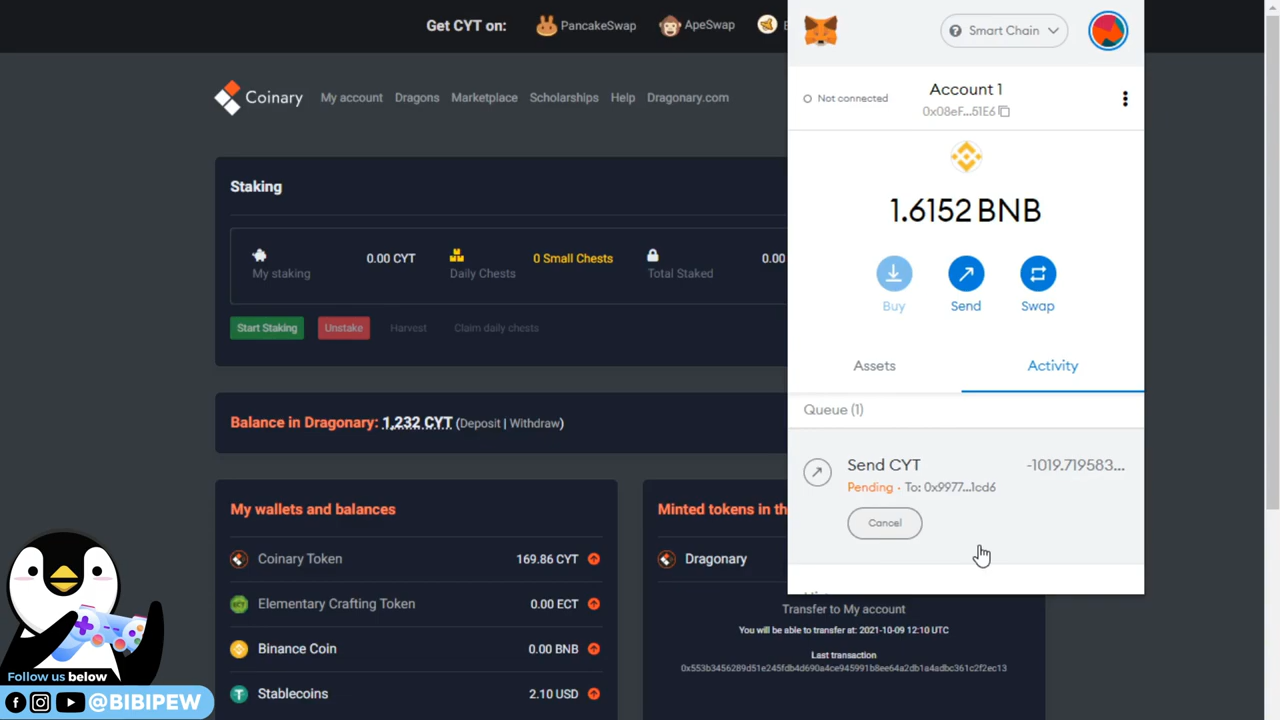 Get CYT on: PancakeSwap ApeSwap
Coinary My account Dragons Marketplace Scholarships Help Dragonary.com
Staking
My staking 0.00 CYT Daily Chests 0 Small Chests Total Staked 0.00
Start Staking Unstake Harvest Claim daily chests
Balance in Dragonary: 1,232 CYT (Deposit | Withdraw)
My wallets and balances
Coinary Token 169.86 CYT
Elementary Crafting Token 0.00 ECT
Binance Coin 0.00 BNB
Stablecoins 2.10 USD
Minted tokens in th
Dragonary
Transfer to My account
You will be able to transfer at: 2021-10-09 12:10 UTC
Last transaction
0x553b3456289d51e245fdb4d690a4ce945991b8ee64a2db1a4adbc361c2f2ec13
Smart Chain
Not connected
Account 1
0x08eF...51E6
1.6152 BNB
Buy Send Swap
Assets Activity
Queue (1)
Send CYT -1019.719583...
Pending · To: 0x9977...1cd6
Cancel
Follow us below
@BIBIPEW